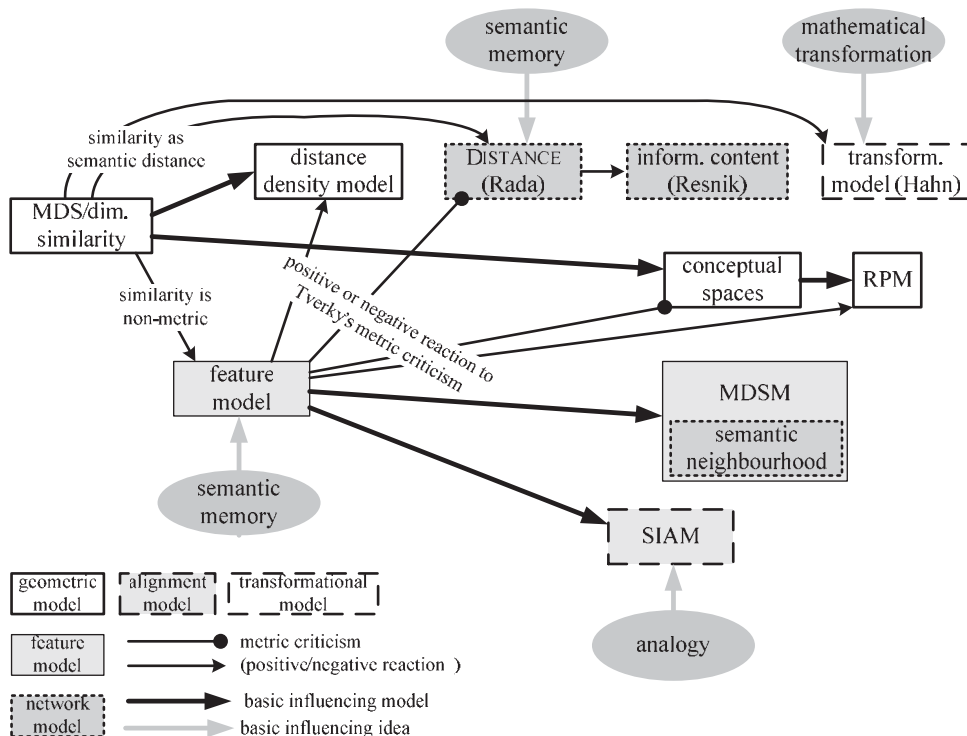 semantic
memory
mathematical
transformation
similarity as
semantic distance
distance
density model
DISTANCE
(Rada)
inform. content
(Resnik)
transform.
model (Hahn)
MDS/dim.
similarity
similarity is
non-metric
positive or negative reaction to
Tverky's metric criticism
conceptual
spaces
RPM
feature
model
MDSM
semantic
neighbourhood
semantic
memory
SIAM
analogy
geometric
model
alignment
model
transformational
model
feature
model
metric criticism
(positive/negative reaction )
network
model
basic influencing model
basic influencing idea